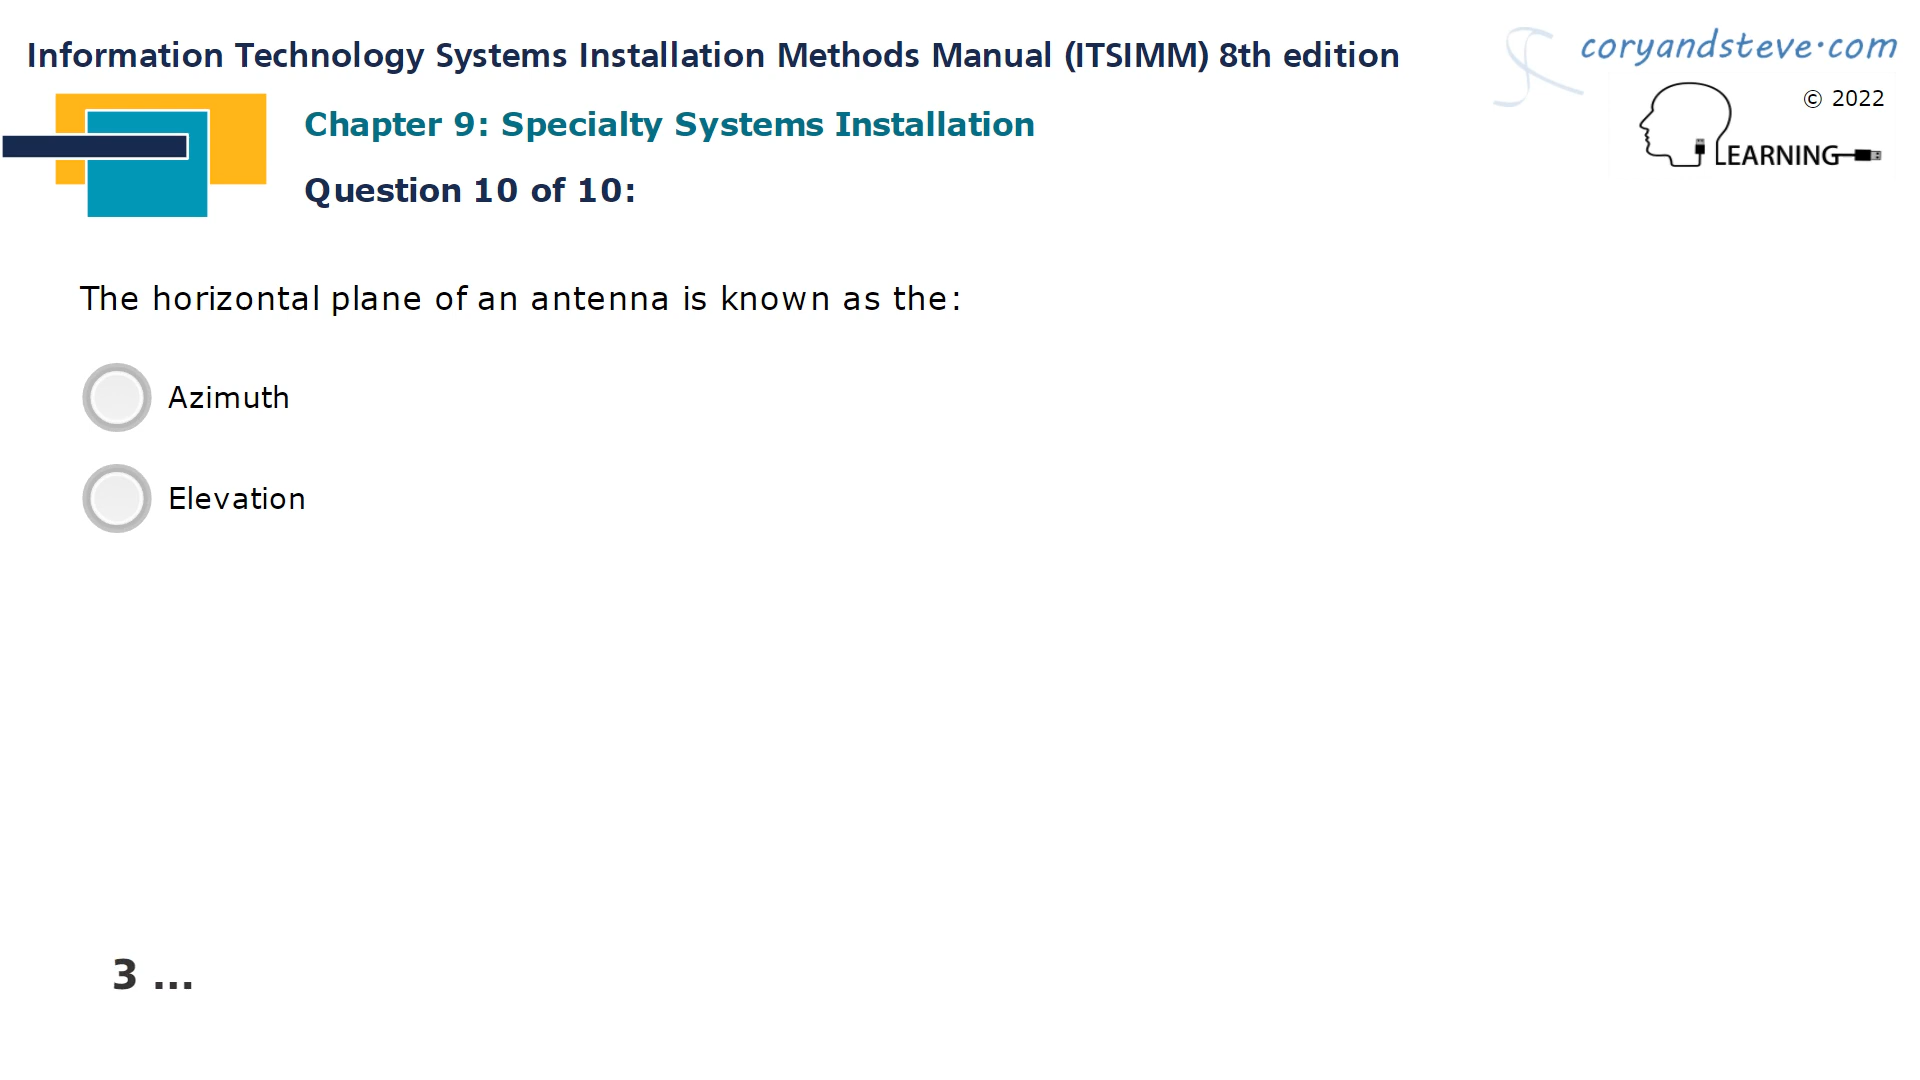 Information Technology Systems Installation Methods Manual (ITSIMM) 8th edition
coryandsteve.com
© 2022
LEARNING
Chapter 9: Specialty Systems Installation
Question 10 of 10:
The horizontal plane of an antenna is known as the:
Azimuth
Elevation
3 ...